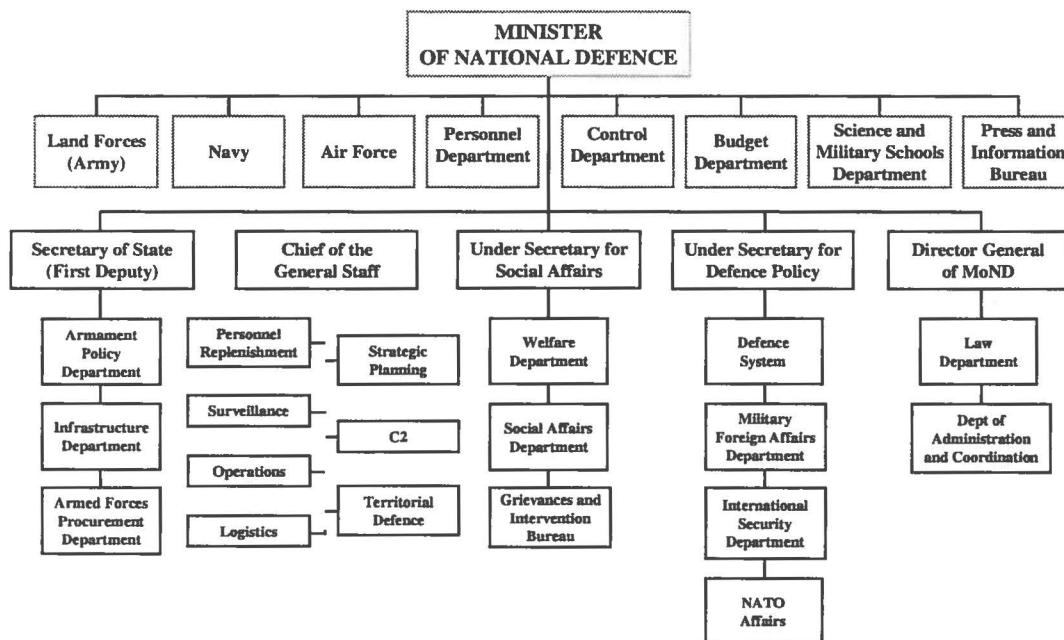 MINISTER
OF NATIONAL DEFENCE
Land Forces
(Army)
Navy
Air Force
Personnel
Department
Control
Department
Budget
Department
Science and
Military Schools
Department
Press and
Information
Bureau
Secretary of State
(First Deputy)
Chief of the
General Staff
Under Secretary for
Social Affairs
Under Secretary for
Defence Policy
Director General
of MoND
Armament
Policy
Department
Infrastructure
Department
Armed Forces
Procurement
Department
Personnel
Replenishment
Strategic
Planning
Surveillance
C2
Operations
Territorial
Defence
Logistics
Welfare
Department
Social Affairs
Department
Grievances and
Intervention
Bureau
Defence
System
Military
Foreign Affairs
Department
International
Security
Department
NATO
Affairs
Law
Department
Dept of
Administration
and Coordination